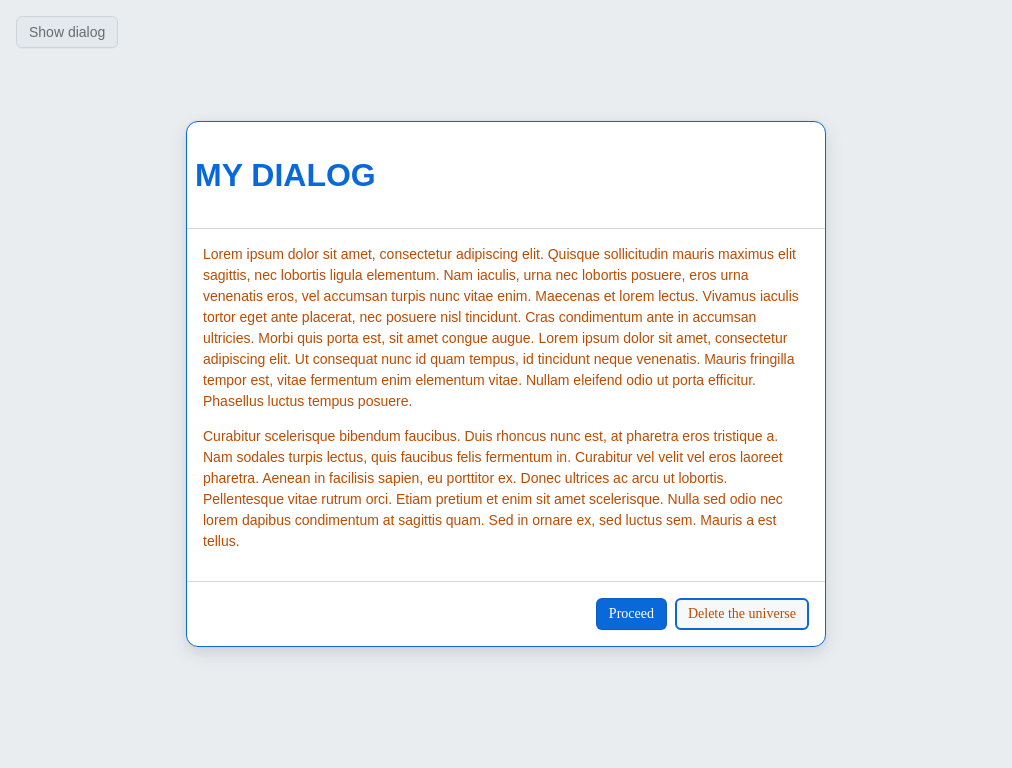 Show dialog
MY DIALOG
Lorem ipsum dolor sit amet, consectetur adipiscing elit. Quisque sollicitudin mauris maximus elit
sagittis, nec lobortis ligula elementum. Nam iaculis, urna nec lobortis posuere, eros urna
venenatis eros, vel accumsan turpis nunc vitae enim. Maecenas et lorem lectus. Vivamus iaculis
tortor eget ante placerat, nec posuere nisl tincidunt. Cras condimentum ante in accumsan
ultricies. Morbi quis porta est, sit amet congue augue. Lorem ipsum dolor sit amet, consectetur
adipiscing elit. Ut consequat nunc id quam tempus, id tincidunt neque venenatis. Mauris fringilla
tempor est, vitae fermentum enim elementum vitae. Nullam eleifend odio ut porta efficitur.
Phasellus luctus tempus posuere.
Curabitur scelerisque bibendum faucibus. Duis rhoncus nunc est, at pharetra eros tristique a.
Nam sodales turpis lectus, quis faucibus felis fermentum in. Curabitur vel velit vel eros laoreet
pharetra. Aenean in facilisis sapien, eu porttitor ex. Donec ultrices ac arcu ut lobortis.
Pellentesque vitae rutrum orci. Etiam pretium et enim sit amet scelerisque. Nulla sed odio nec
lorem dapibus condimentum at sagittis quam. Sed in ornare ex, sed luctus sem. Mauris a est
tellus.
Proceed
Delete the universe